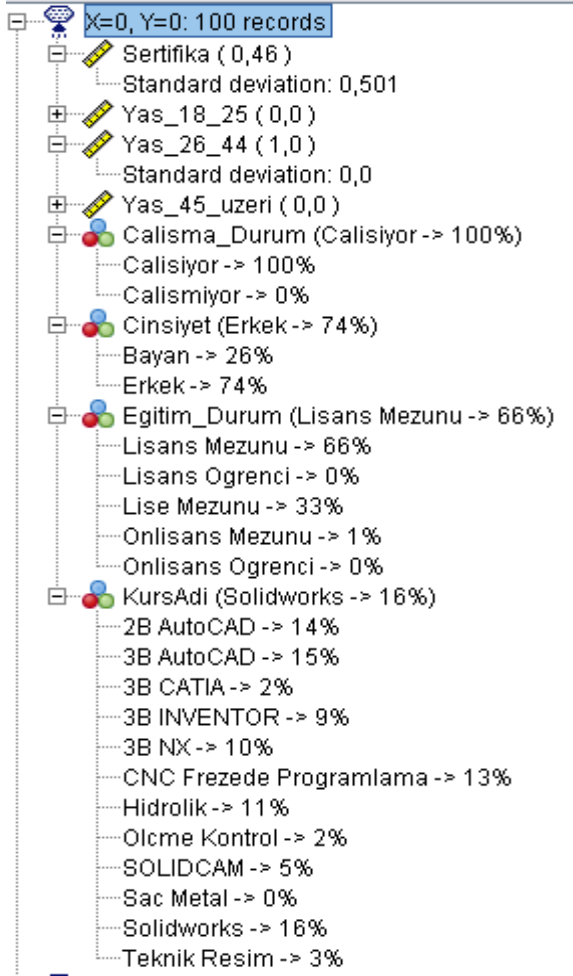 X=0, Y=0: 100 records
Sertifika ( 0,46 )
Standard deviation: 0,501
Yas_18_25 ( 0,0 )
Yas_26_44 ( 1,0 )
Standard deviation: 0,0
Yas_45_uzeri ( 0,0 )
Calisma_Durum (Calisiyor -> 100%)
Calisiyor -> 100%
Calismiyor -> 0%
Cinsiyet (Erkek -> 74%)
Bayan -> 26%
Erkek -> 74%
Egitim_Durum (Lisans Mezunu -> 66%)
Lisans Mezunu -> 66%
Lisans Ogrenci -> 0%
Lise Mezunu -> 33%
Onlisans Mezunu -> 1%
Onlisans Ogrenci -> 0%
KursAdi (Solidworks -> 16%)
2B AutoCAD -> 14%
3B AutoCAD -> 15%
3B CATIA -> 2%
3B INVENTOR -> 9%
3B NX -> 10%
CNC Frezede Programlama -> 13%
Hidrolik -> 11%
Olcme Kontrol -> 2%
SOLIDCAM -> 5%
Sac Metal -> 0%
Solidworks -> 16%
Teknik Resim -> 3%